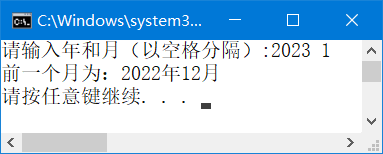 C:\Windows\system3...
请输入年和月（以空格分隔）:2023 1
前一个月为：2022年12月
请按任意键继续. . .